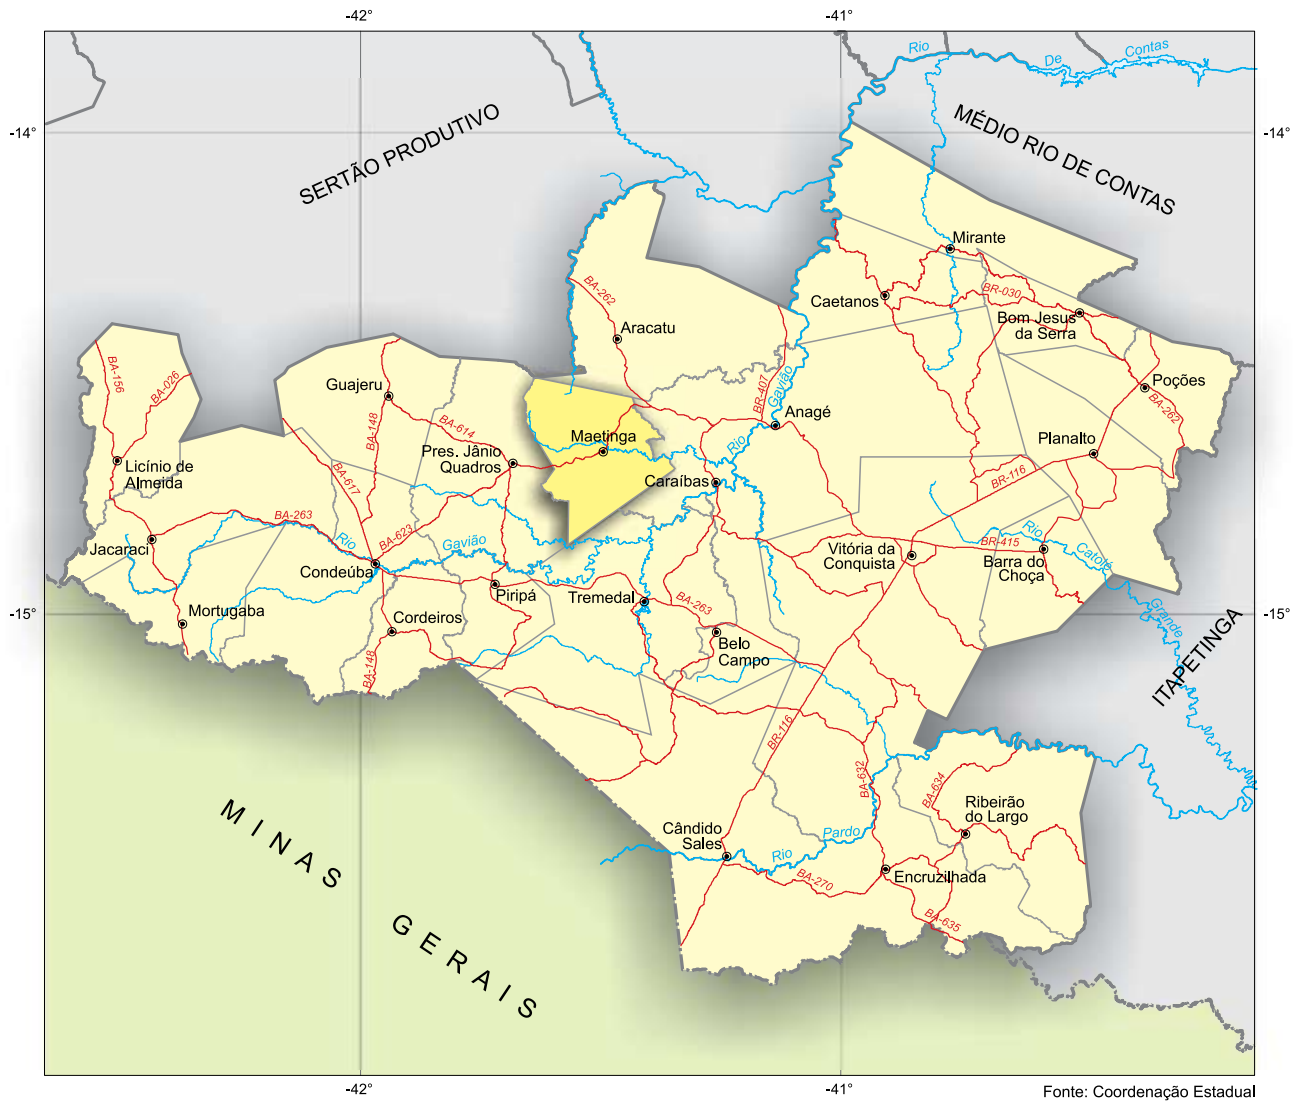 -42°
-41°
Rio
De
Contas
-14°
-14°
SERTÃO PRODUTIVO
MÉDIO RIO DE CONTAS
Mirante
BA-262
Caetanos
BR-030
Bom Jesus
da Serra
Aracatu
BA-156
BA-026
Guajeru
BR-407
Gavião
Poções
BA-262
BA-148
BA-614
Anagé
Maetinga
Rio
Planalto
Pres. Jânio
Quadros
Licínio de
Almeida
BA-617
Caraíbas
BR-116
BA-263
Rio
BA-623
Gavião
Jacaraci
Condeúba
Vitória da
Conquista
BR-415
Rio
Catolé
Grande
Barra do
Choça
Piripá
Tremedal
BA-263
Mortugaba
Cordeiros
-15°
-15°
Belo
Campo
BA-148
ITAPETINGA
BR-116
BA-632
BA-634
Ribeirão
do Largo
Cândido
Sales
Rio
Pardo
BA-270
Encruzilhada
BA-635
MINAS GERAIS
-42°
-41°
Fonte: Coordenação Estadual